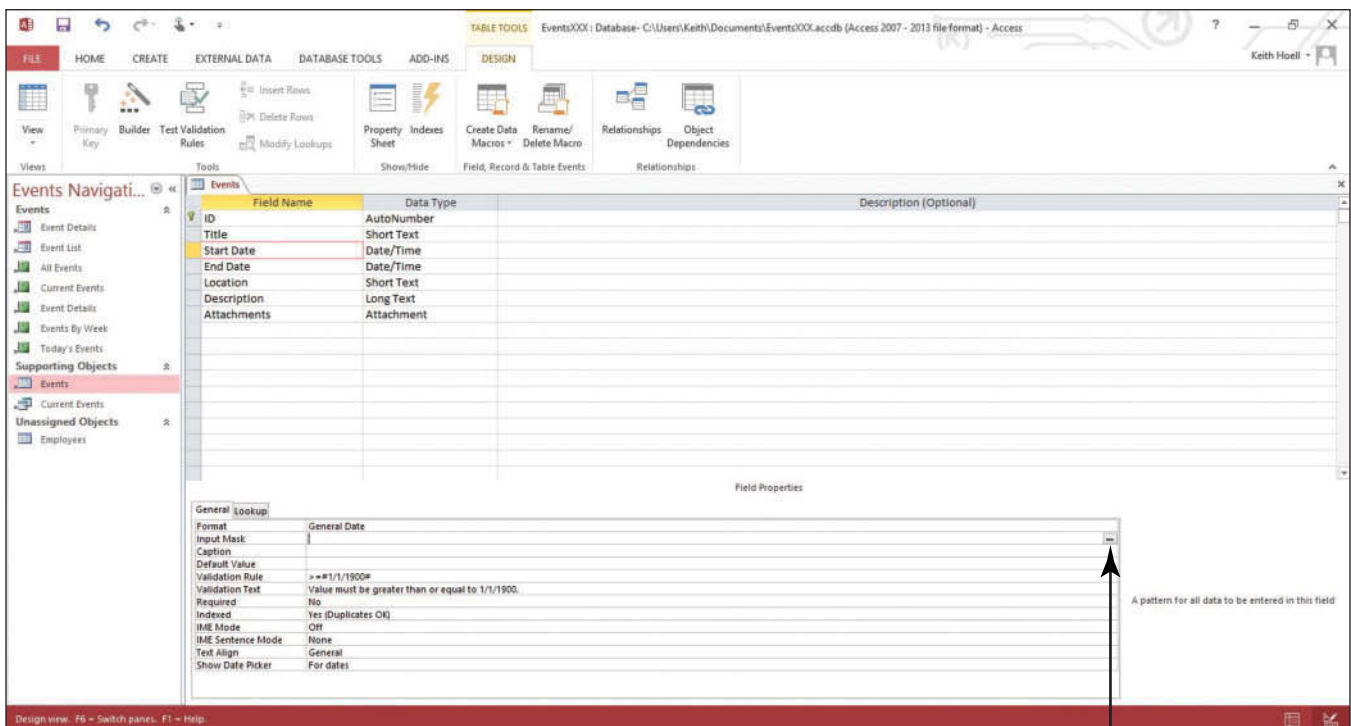 TABLE TOOLS EventsXXX : Database- C:\Users\Keith\Documents\EventsXXX.accdb (Access 2007 - 2013 file format) - Access
FILE HOME CREATE EXTERNAL DATA DATABASE TOOLS ADD-INS DESIGN Keith Hoell
View
Primary Key
Builder
Test Validation Rules
Insert Rows
Delete Rows
Modify Lookups
Property Sheet
Indexes
Create Data Macros
Rename/ Delete Macro
Relationships
Object Dependencies
Views Tools Show/Hide Field, Record & Table Events Relationships
Events Navigati...
Events
Event Details
Event List
All Events
Current Events
Event Details
Events By Week
Today's Events
Supporting Objects
Events
Current Events
Unassigned Objects
Employees
Events
Field Name Data Type Description (Optional)
ID AutoNumber
Title Short Text
Start Date Date/Time
End Date Date/Time
Location Short Text
Description Long Text
Attachments Attachment
Field Properties
General Lookup
Format General Date
Input Mask
Caption
Default Value
Validation Rule >=#1/1/1900#
Validation Text Value must be greater than or equal to 1/1/1900.
Required No
Indexed Yes (Duplicates OK)
IME Mode Off
IME Sentence Mode None
Text Align General
Show Date Picker For dates
A pattern for all data to be entered in this field
Design view. F6 = Switch panes. F1 = Help.